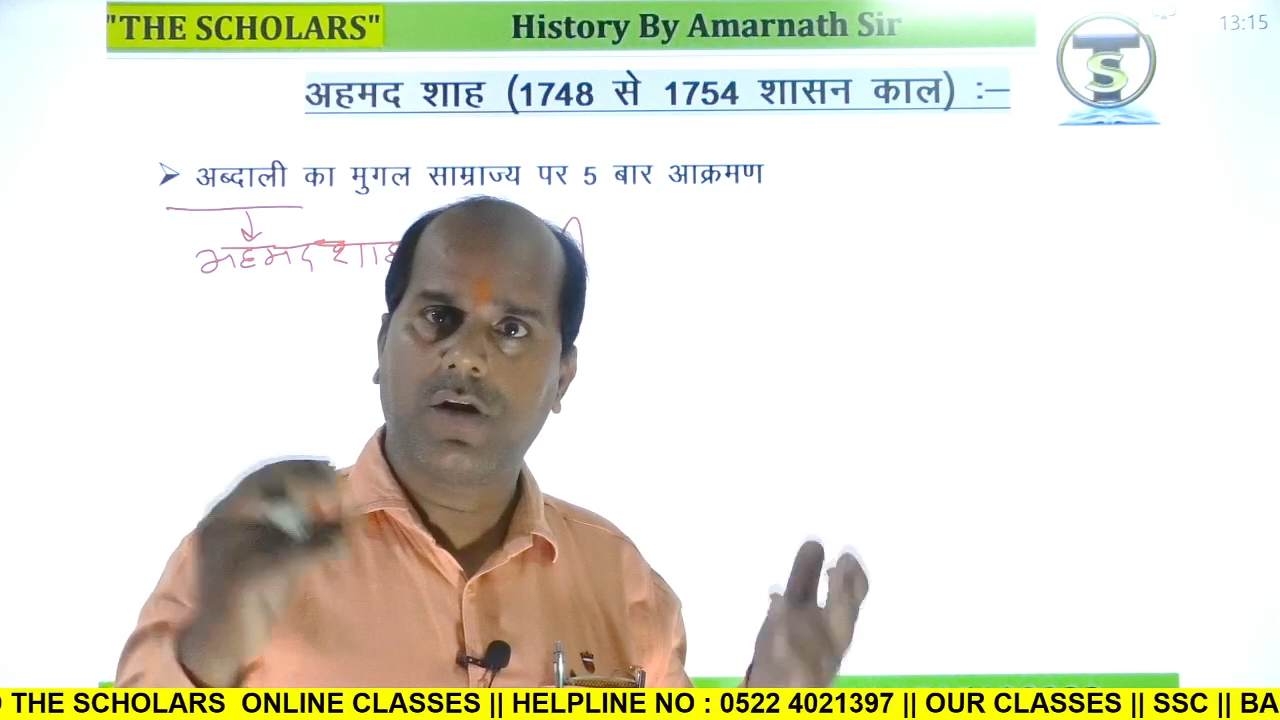 "THE SCHOLARS" History By Amarnath Sir
13:15
TS
अहमद शाह (1748 से 1754 शासन काल) :–
➢ अब्दाली का मुगल साम्राज्य पर 5 बार आक्रमण
अहमद शाह
THE SCHOLARS ONLINE CLASSES || HELPLINE NO : 0522 4021397 || OUR CLASSES || SSC || BA